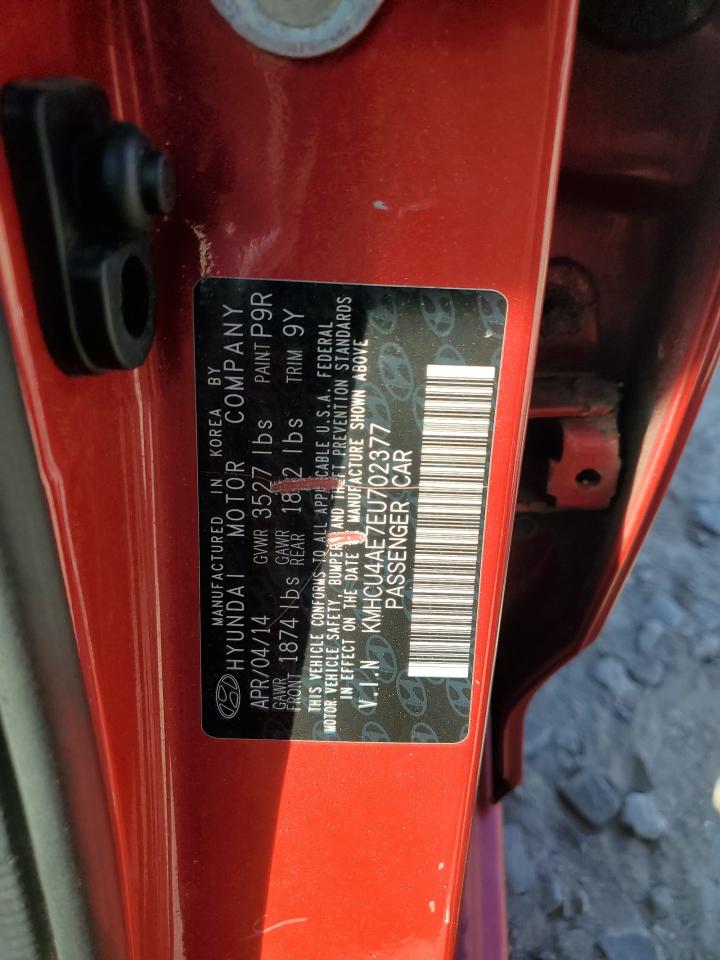 MANUFACTURED IN KOREA BY
HYUNDAI MOTOR COMPANY
APR/04/14 GVWR 3527 lbs PAINT P9R
GAWR FRONT 1874 lbs GAWR REAR lbs TRIM 9Y
THIS VEHICLE CONFORMS TO ALL APPLICABLE U.S.A. FEDERAL
MOTOR VEHICLE SAFETY, BUMPER, AND THEFT PREVENTION STANDARDS
IN EFFECT ON THE DATE MANUFACTURE SHOWN ABOVE
V.I.N KMHCU4AE7EU702377
PASSENGER CAR